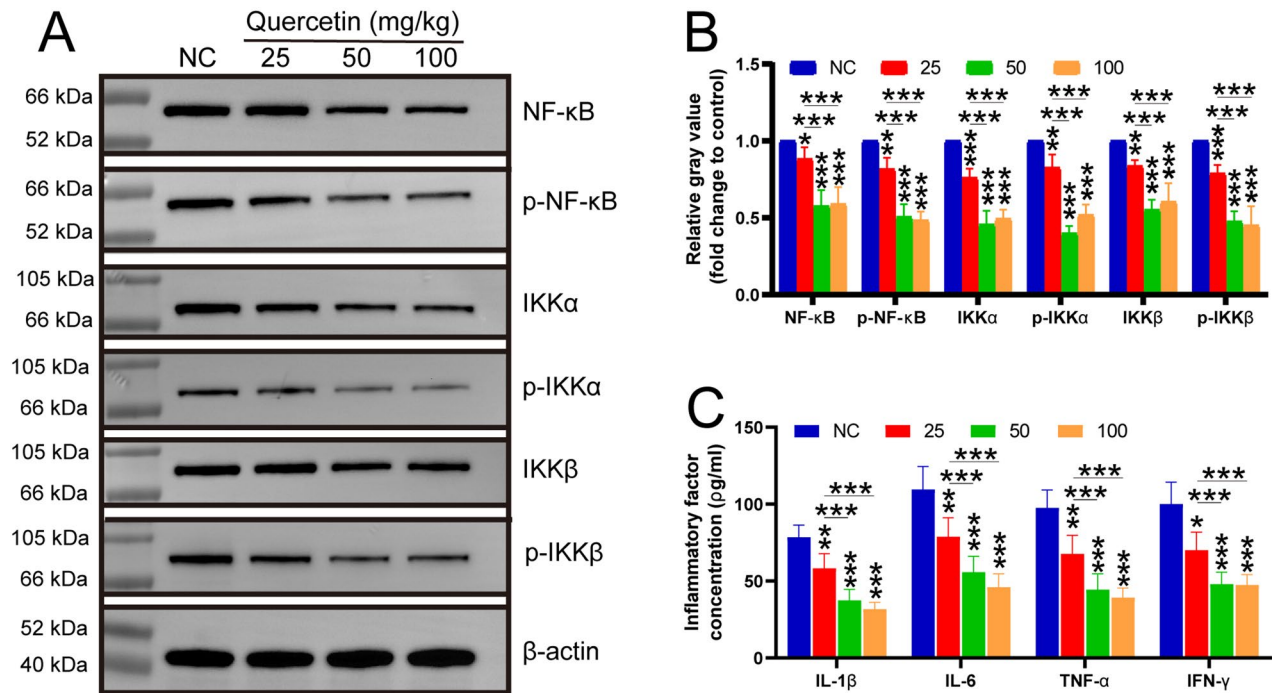 A
Quercetin (mg/kg)
NC 25 50 100
66 kDa
52 kDa
NF-κB
66 kDa
52 kDa
p-NF-κB
105 kDa
66 kDa
IKKα
105 kDa
66 kDa
p-IKKα
105 kDa
66 kDa
IKKβ
105 kDa
66 kDa
p-IKKβ
52 kDa
40 kDa
β-actin
B
NC 25 50 100
Relative gray value
(fold change to control)
1.5
1.0
0.5
0.0
*** *** *** *** *** ***
*** *** *** *** *** ***
* *** *** ** *** *** *** *** *** ** *** *** ** *** *** *** *** ***
NF-κB p-NF-κB IKKα p-IKKα IKKβ p-IKKβ
C
NC 25 50 100
Inflammatory factor
concentration (ρg/ml)
150
100
50
0
*** *** *** ***
*** *** *** ***
** *** *** ** *** *** ** *** *** * *** ***
IL-1β IL-6 TNF-α IFN-γ